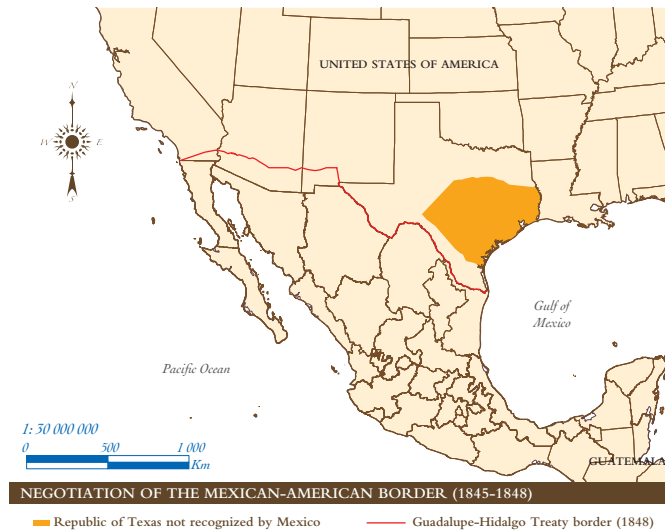 UNITED STATES OF AMERICA
N
W
E
S
Gulf of
Mexico
Pacific Ocean
1: 30 000 000
0 500 1 000
Km
GUATEMALA
NEGOTIATION OF THE MEXICAN-AMERICAN BORDER (1845-1848)
Republic of Texas not recognized by Mexico
Guadalupe-Hidalgo Treaty border (1848)